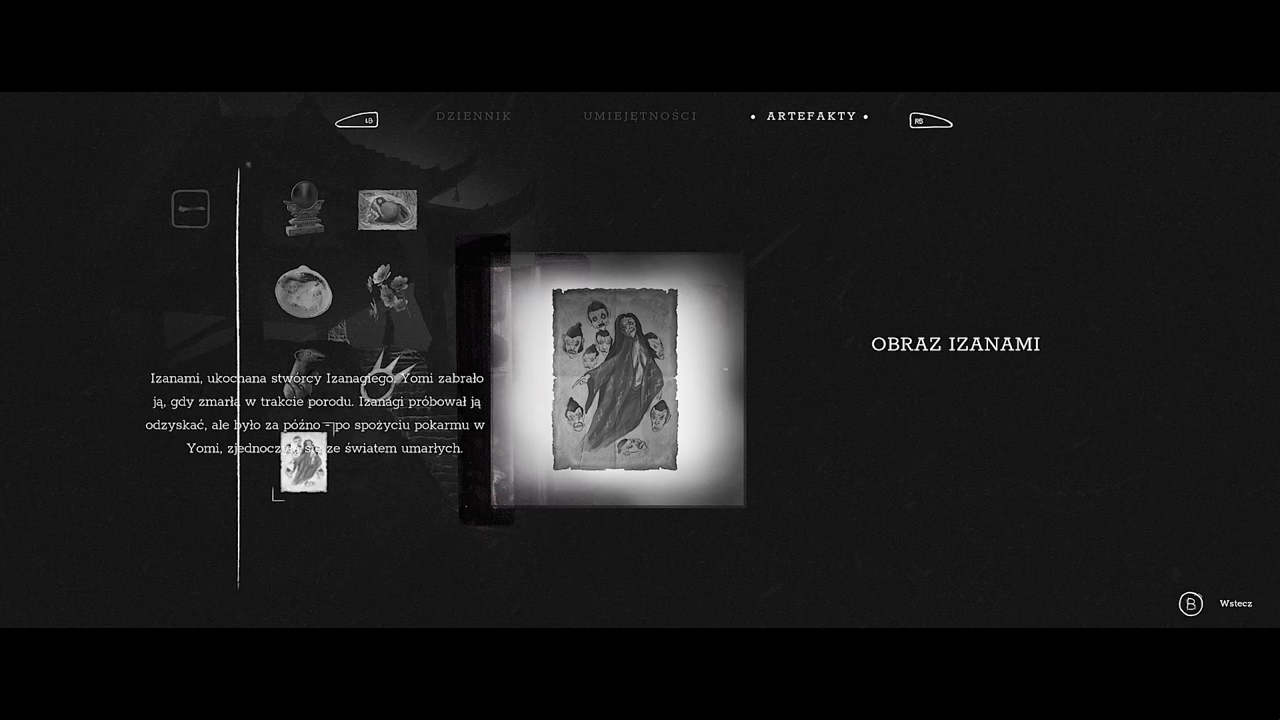 LB
DZIENNIK
UMIEJĘTNOŚCI
• ARTEFAKTY •
RB
OBRAZ IZANAMI
Izanami, ukochana stwórcy Izanagiego. Yomi zabrało
ją, gdy zmarła w trakcie porodu. Izanagi próbował ją
odzyskać, ale było za późno - po spożyciu pokarmu w
Yomi, zjednoczyła się ze światem umarłych.
B
Wstecz